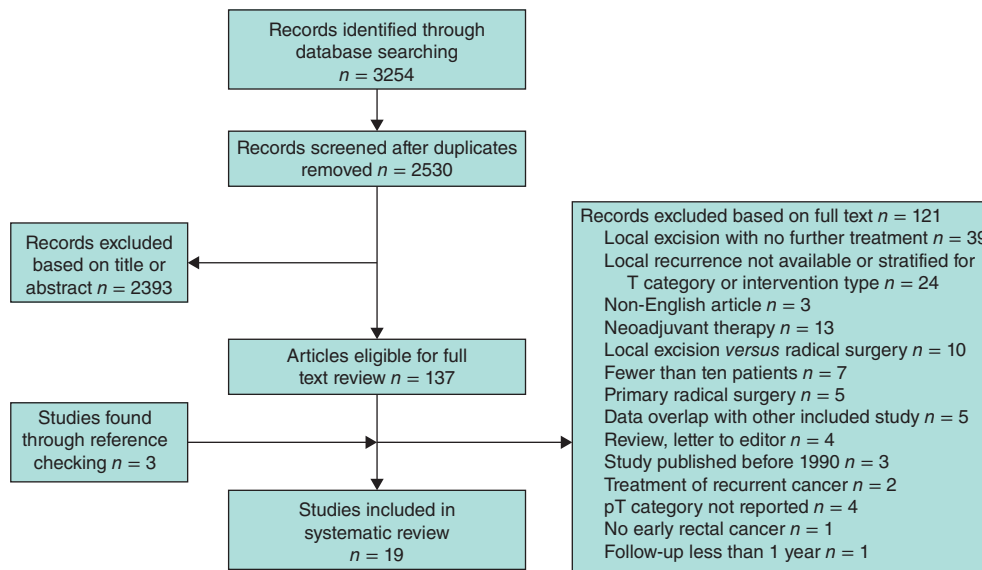 Records identified through
database searching
n = 3254
Records screened after duplicates
removed n = 2530
Records excluded
based on title or
abstract n = 2393
Articles eligible for full
text review n = 137
Studies found
through reference
checking n = 3
Records excluded based on full text n = 121
Local excision with no further treatment n = 39
Local recurrence not available or stratified for
T category or intervention type n = 24
Non-English article n = 3
Neoadjuvant therapy n = 13
Local excision versus radical surgery n = 10
Fewer than ten patients n = 7
Primary radical surgery n = 5
Data overlap with other included study n = 5
Review, letter to editor n = 4
Study published before 1990 n = 3
Treatment of recurrent cancer n = 2
pT category not reported n = 4
No early rectal cancer n = 1
Follow-up less than 1 year n = 1
Studies included in
systematic review
n = 19